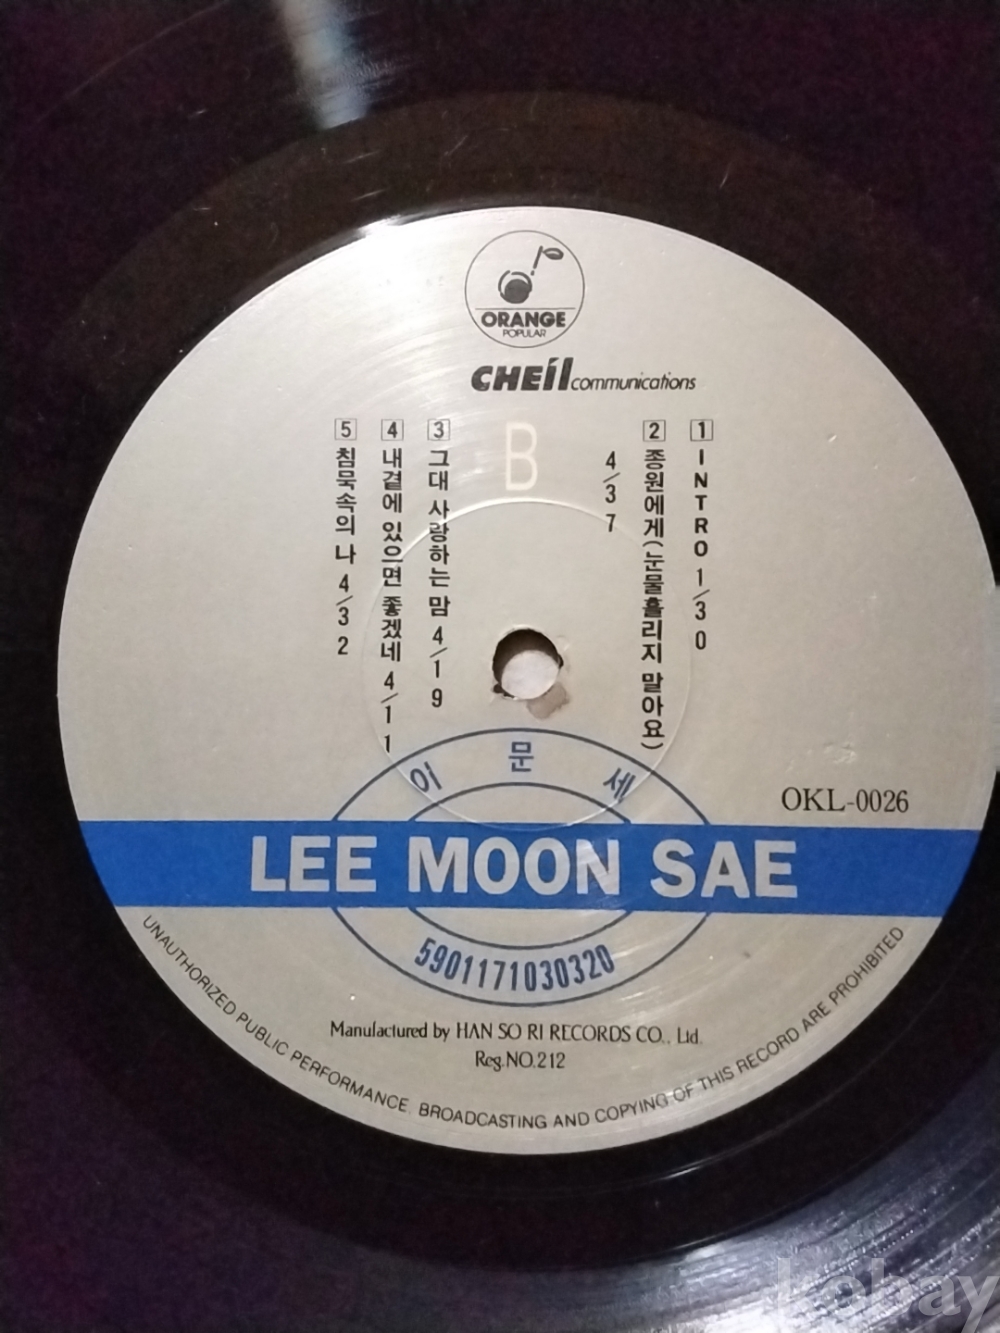 ORANGE
POPULAR
CHEil communications
B
1 INTRO 1/30
2 종원에게(눈물흘리지 말아요)
4/37
3 그대 사랑하는 맘 4/19
4 내곁에 있으면 좋겠네 4/11
5 침묵속의 나 4/32
이문세
OKL-0026
LEE MOON SAE
5901171030320
Manufactured by HAN SO RI RECORDS CO., Ltd.
Reg.NO.212
UNAUTHORIZED PUBLIC PERFORMANCE, BROADCASTING AND COPYING OF THIS RECORD ARE PROHIBITED
kobay